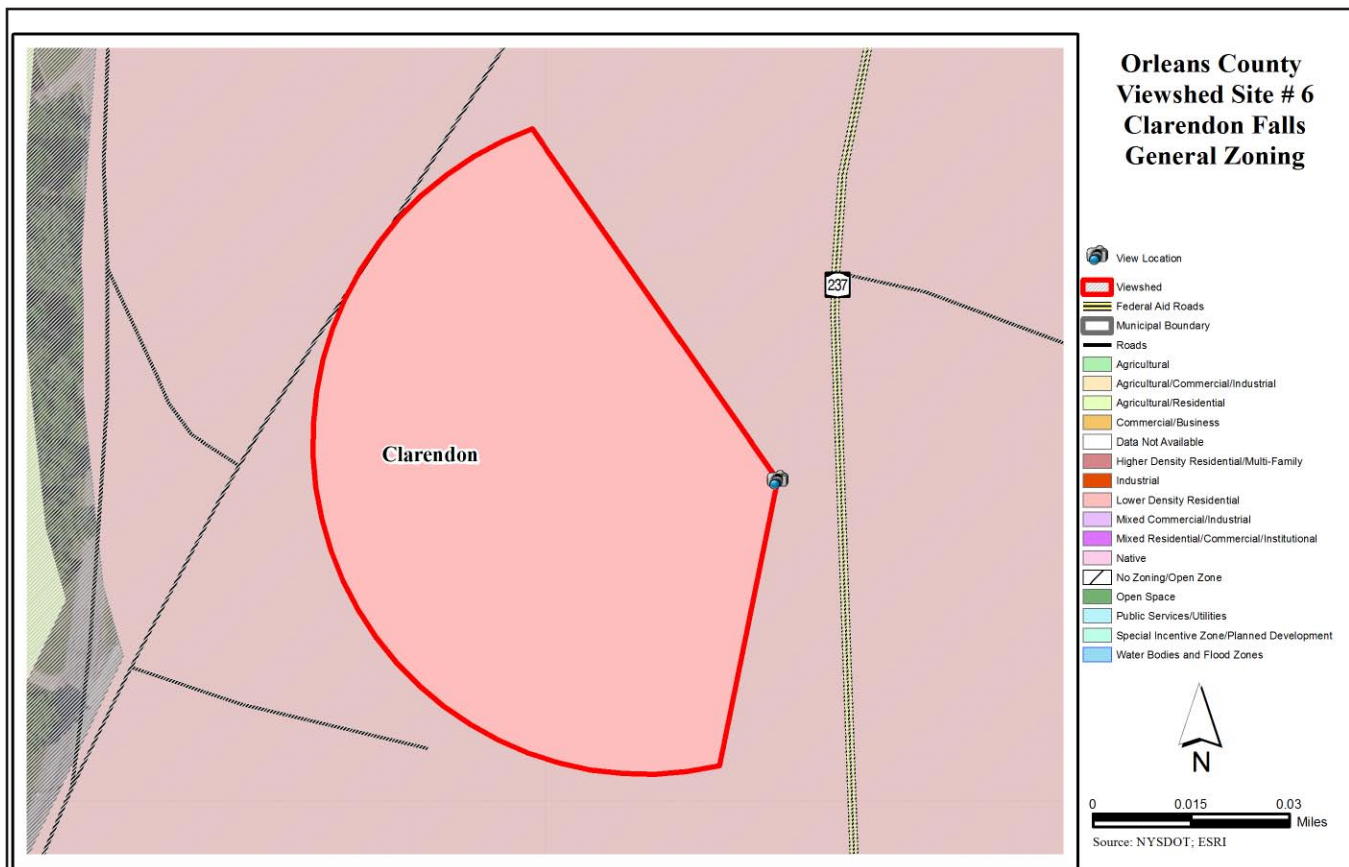 Orleans County
Viewshed Site # 6
Clarendon Falls
General Zoning
237
Clarendon
View Location
Viewshed
Federal Aid Roads
Municipal Boundary
Roads
Agricultural
Agricultural/Commercial/Industrial
Agricultural/Residential
Commercial/Business
Data Not Available
Higher Density Residential/Multi-Family
Industrial
Lower Density Residential
Mixed Commercial/Industrial
Mixed Residential/Commercial/Institutional
Native
No Zoning/Open Zone
Open Space
Public Services/Utilities
Special Incentive Zone/Planned Development
Water Bodies and Flood Zones
N
0 0.015 0.03
Miles
Source: NYSDOT; ESRI